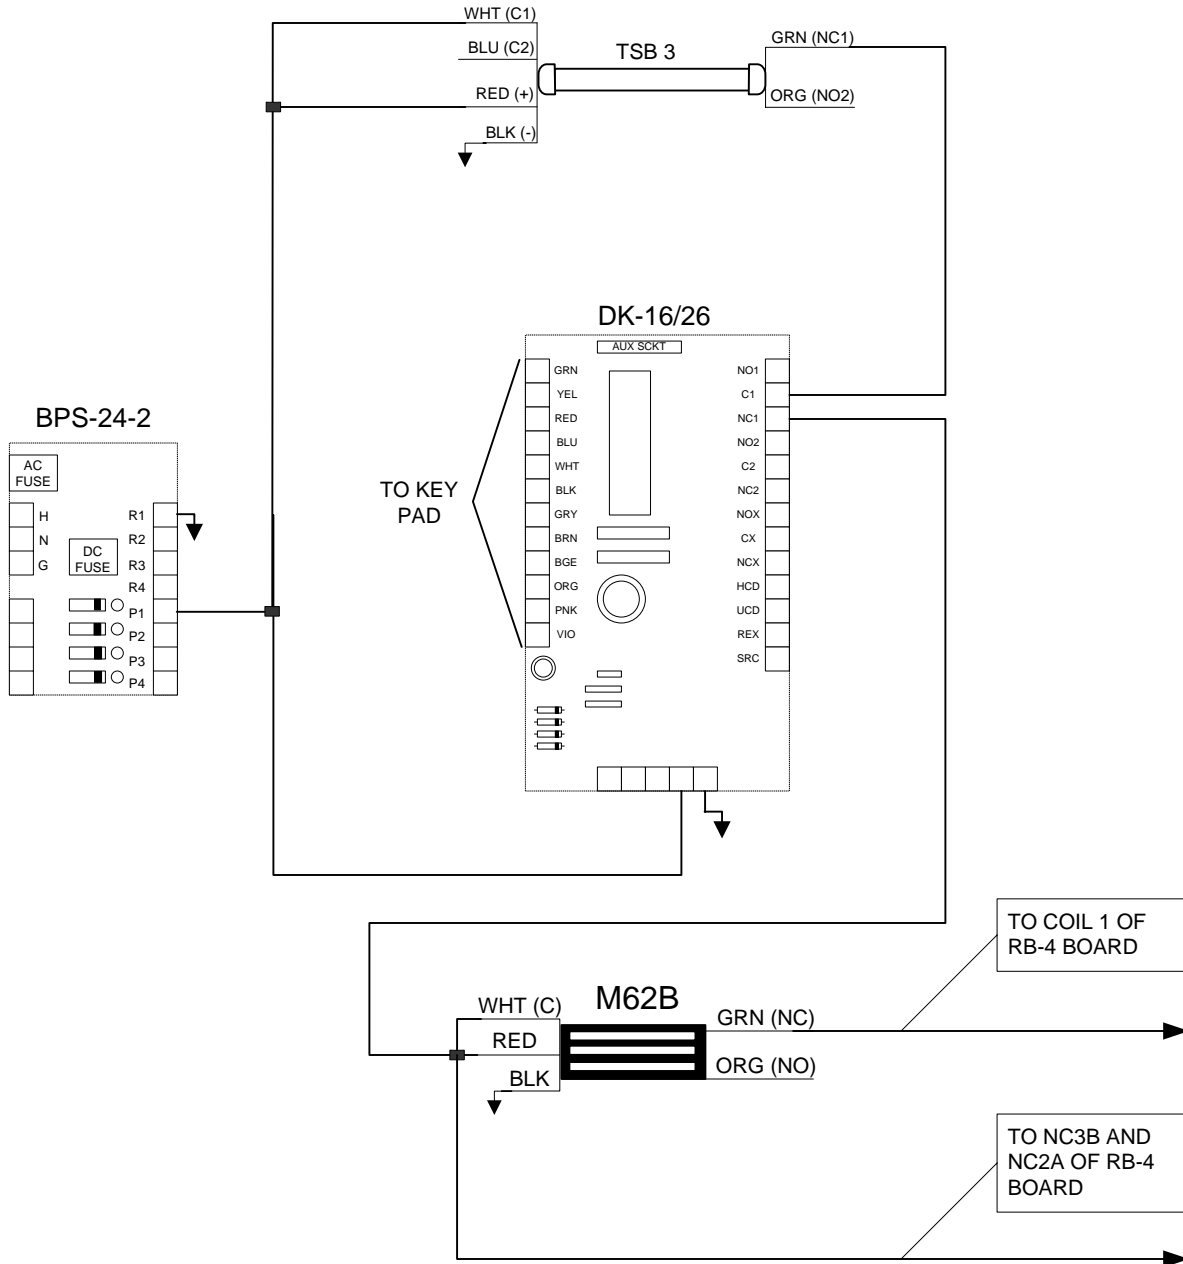 WHT (C1)
BLU (C2)
RED (+)
BLK (-)
TSB 3
GRN (NC1)
ORG (NO2)
DK-16/26
AUX SCKT
GRN
YEL
RED
BLU
WHT
BLK
GRY
BRN
BGE
ORG
PNK
VIO
NO1
C1
NC1
NO2
C2
NC2
NOX
CX
NCX
HCD
UCD
REX
SRC
TO KEY
PAD
BPS-24-2
AC
FUSE
H
N
G
DC
FUSE
R1
R2
R3
R4
P1
P2
P3
P4
TO COIL 1 OF
RB-4 BOARD
M62B
WHT (C)
RED
BLK
GRN (NC)
ORG (NO)
TO NC3B AND
NC2A OF RB-4
BOARD